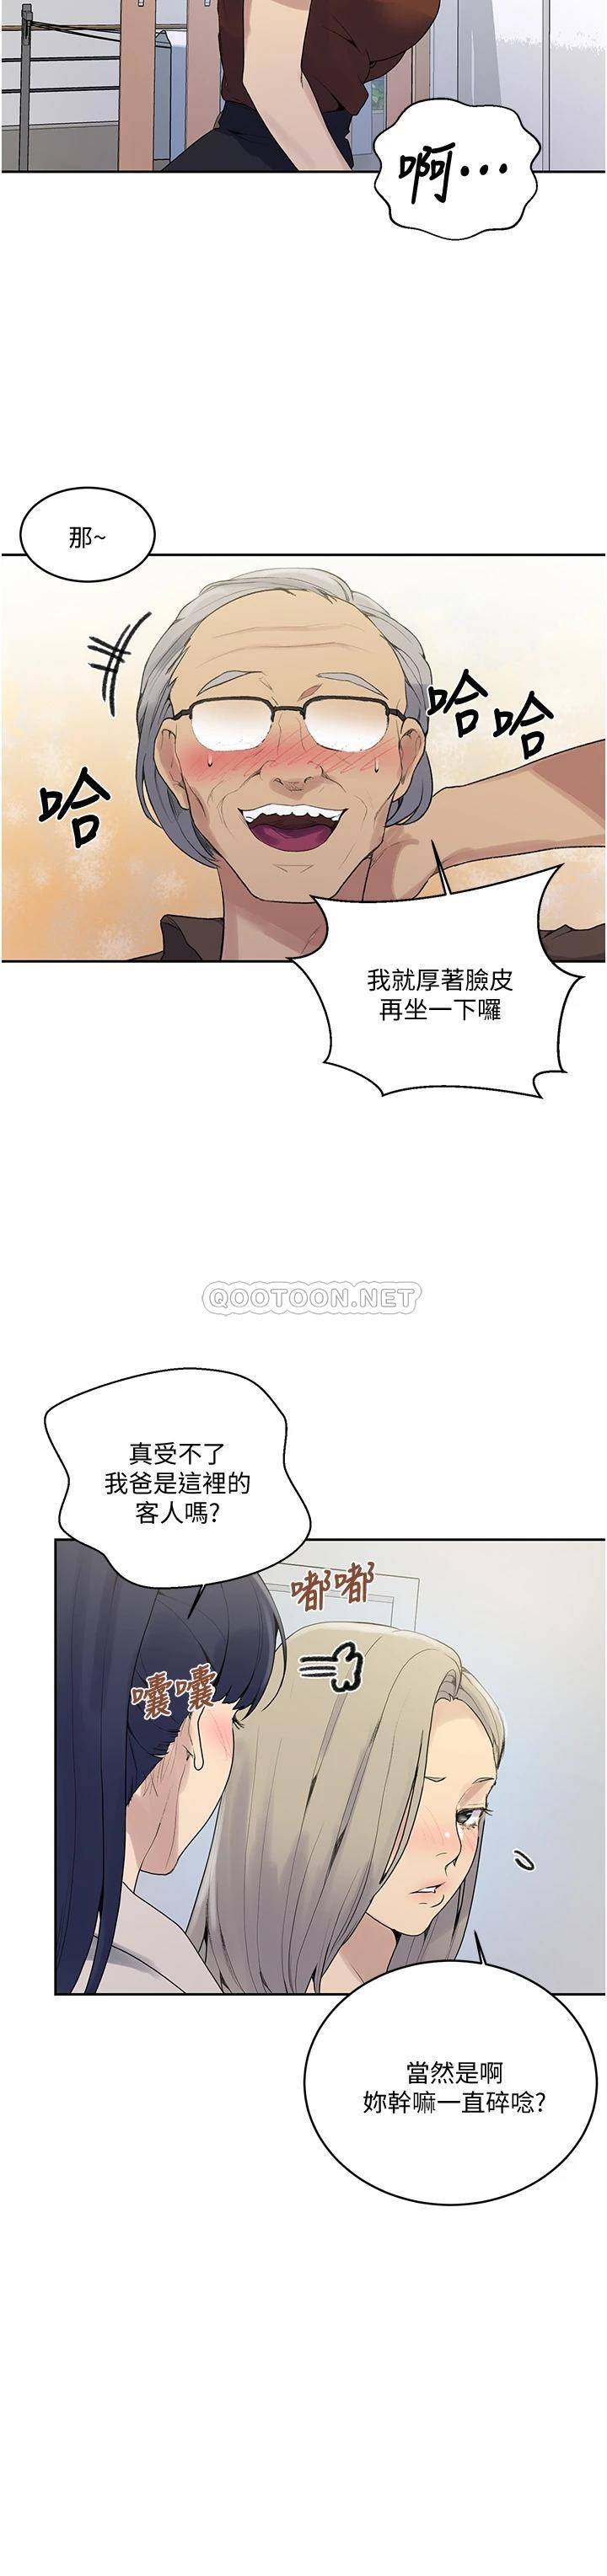 啊...
那~
哈
哈哈
我就厚著臉皮
再坐一下囉
QOOTOON.NET
真受不了
我爸是這裡的
客人嗎?
嘟嘟
囔囔
當然是啊
妳幹嘛一直碎唸?